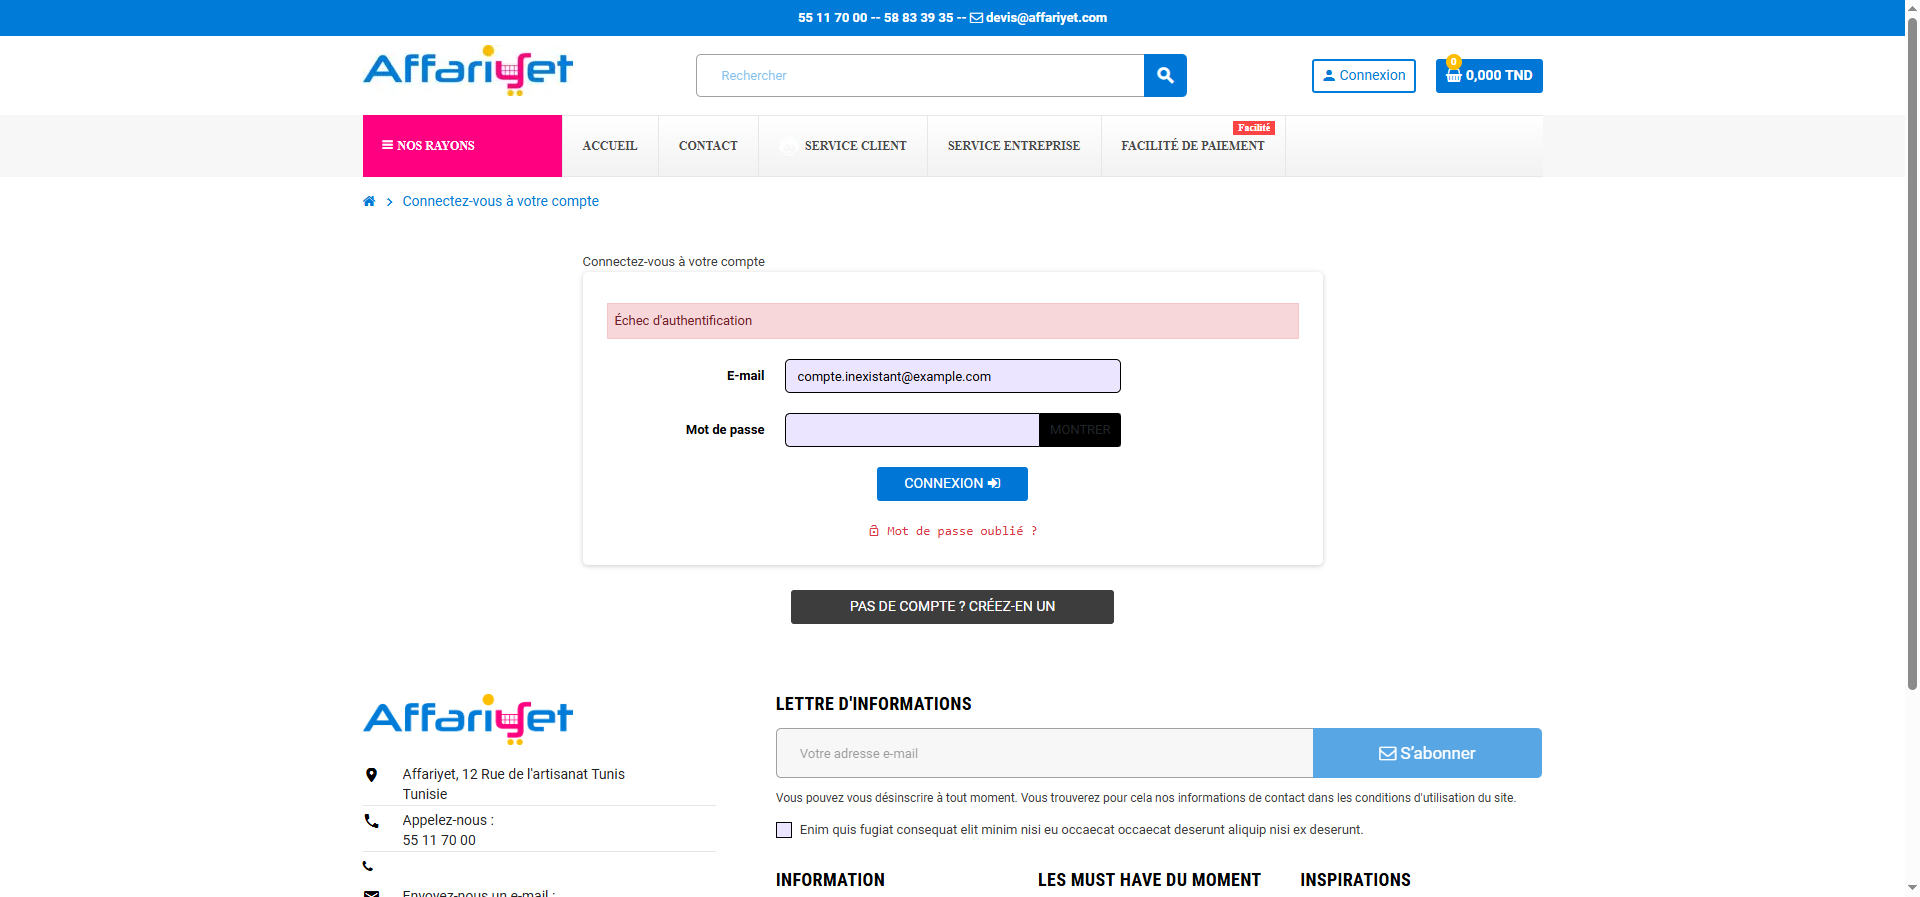 55 11 70 00 -- 58 83 39 35 -- devis@affariyet.com
Affariyet
Rechercher
Connexion
0
0,000 TND
NOS RAYONS
ACCUEIL
CONTACT
SERVICE CLIENT
SERVICE ENTREPRISE
Facilité
FACILITÉ DE PAIEMENT
Connectez-vous à votre compte
Connectez-vous à votre compte
Échec d'authentification
E-mail
compte.inexistant@example.com
Mot de passe
MONTRER
CONNEXION
Mot de passe oublié ?
PAS DE COMPTE ? CRÉEZ-EN UN
Affariyet
Affariyet, 12 Rue de l'artisanat Tunis
Tunisie
Appelez-nous :
55 11 70 00
Envoyez-nous un e-mail :
LETTRE D'INFORMATIONS
Votre adresse e-mail
S'abonner
Vous pouvez vous désinscrire à tout moment. Vous trouverez pour cela nos informations de contact dans les conditions d'utilisation du site.
Enim quis fugiat consequat elit minim nisi eu occaecat occaecat deserunt aliquip nisi ex deserunt.
INFORMATION
LES MUST HAVE DU MOMENT
INSPIRATIONS